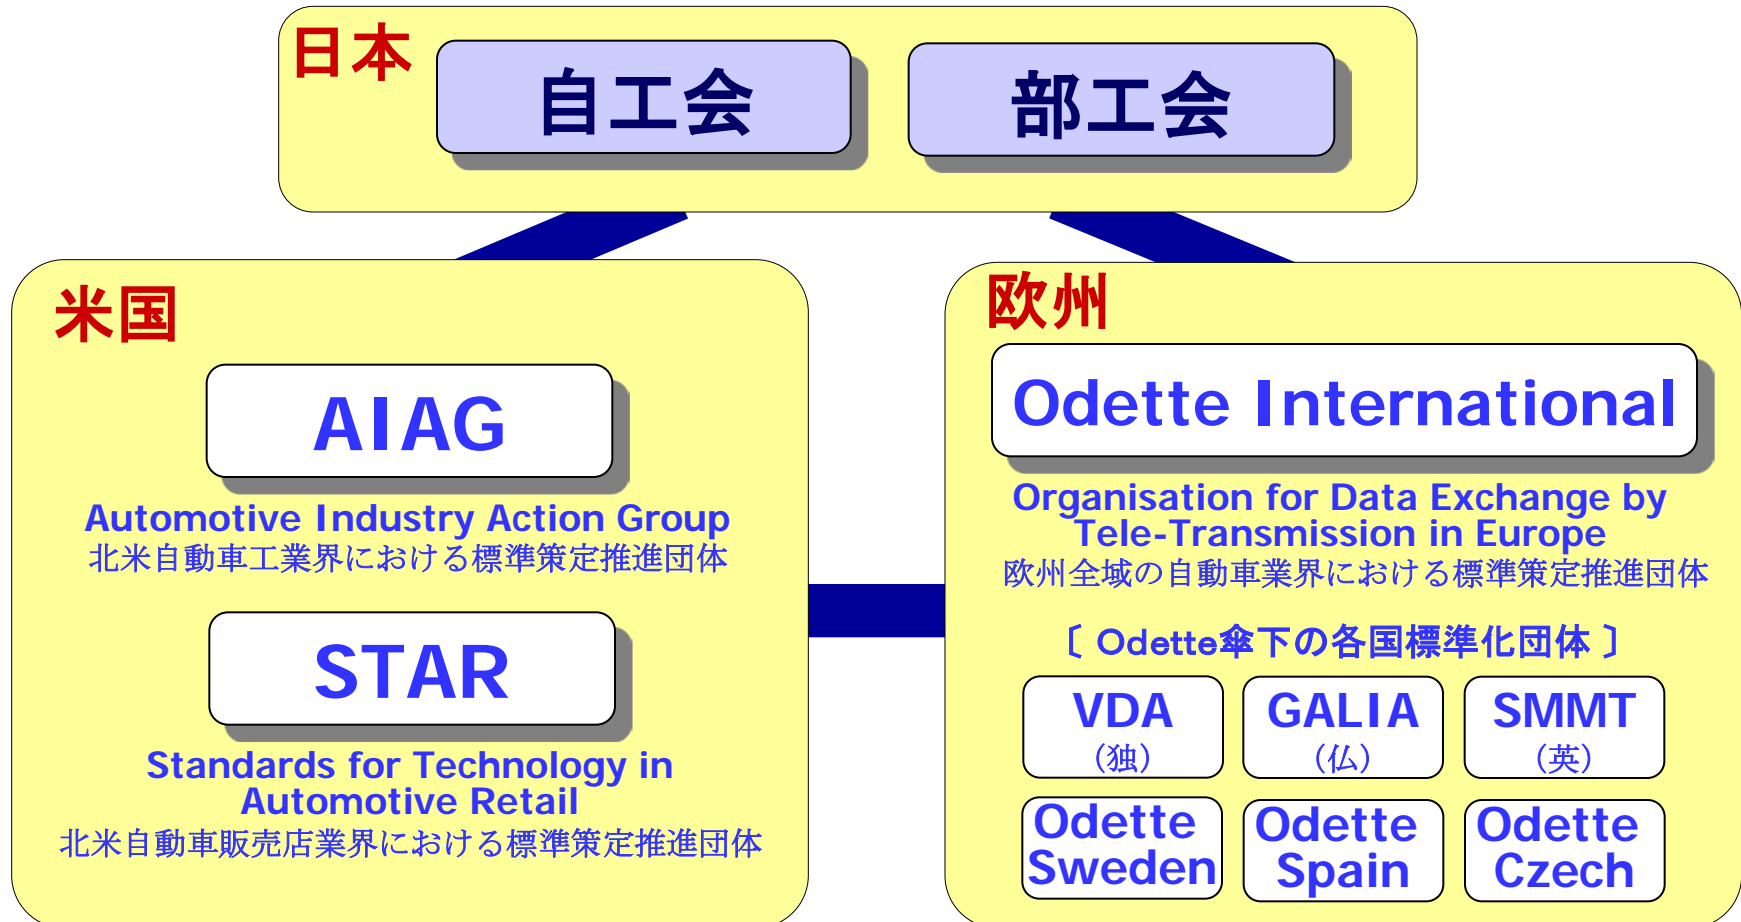 日本
自工会
部工会
米国
AIAG
Automotive Industry Action Group
北米自動車工業界における標準策定推進団体
STAR
Standards for Technology in
Automotive Retail
北米自動車販売店業界における標準策定推進団体
欧州
Odette International
Organisation for Data Exchange by
Tele-Transmission in Europe
欧州全域の自動車業界における標準策定推進団体
〔 Odette傘下の各国標準化団体 〕
VDA
（独）
GALIA
（仏）
SMMT
（英）
Odette
Sweden
Odette
Spain
Odette
Czech